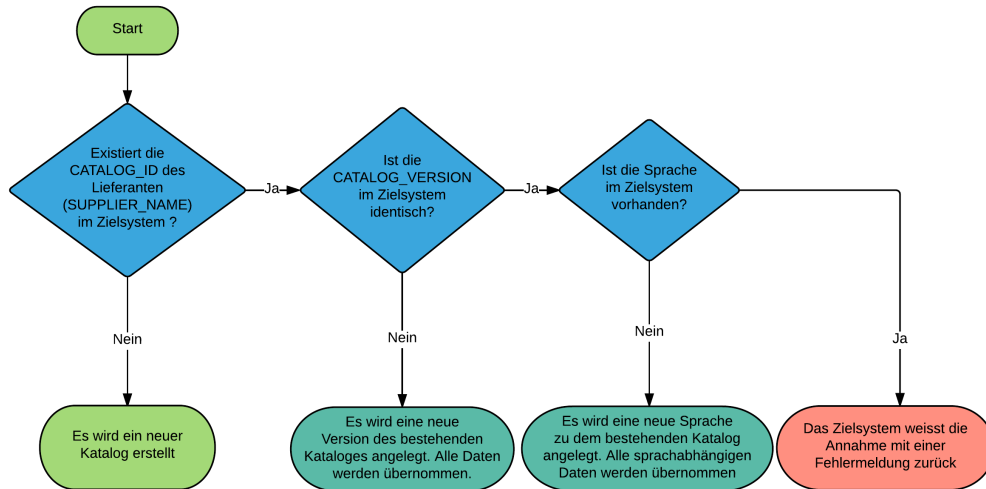 Start
Existiert die
CATALOG_ID des
Lieferanten
(SUPPLIER_NAME)
im Zielsystem ?
Ja
Ist die
CATALOG_VERSION
im Zielsystem
identisch?
Ja
Ist die Sprache
im Zielsystem
vorhanden?
Nein
Nein
Nein
Ja
Es wird ein neuer
Katalog erstellt
Es wird eine neue
Version des bestehenden
Kataloges angelegt. Alle Daten
werden übernommen.
Es wird eine neue Sprache
zu dem bestehenden Katalog
angelegt. Alle sprachabhängigen
Daten werden übernommen
Das Zielsystem weisst die
Annahme mit einer
Fehlermeldung zurück